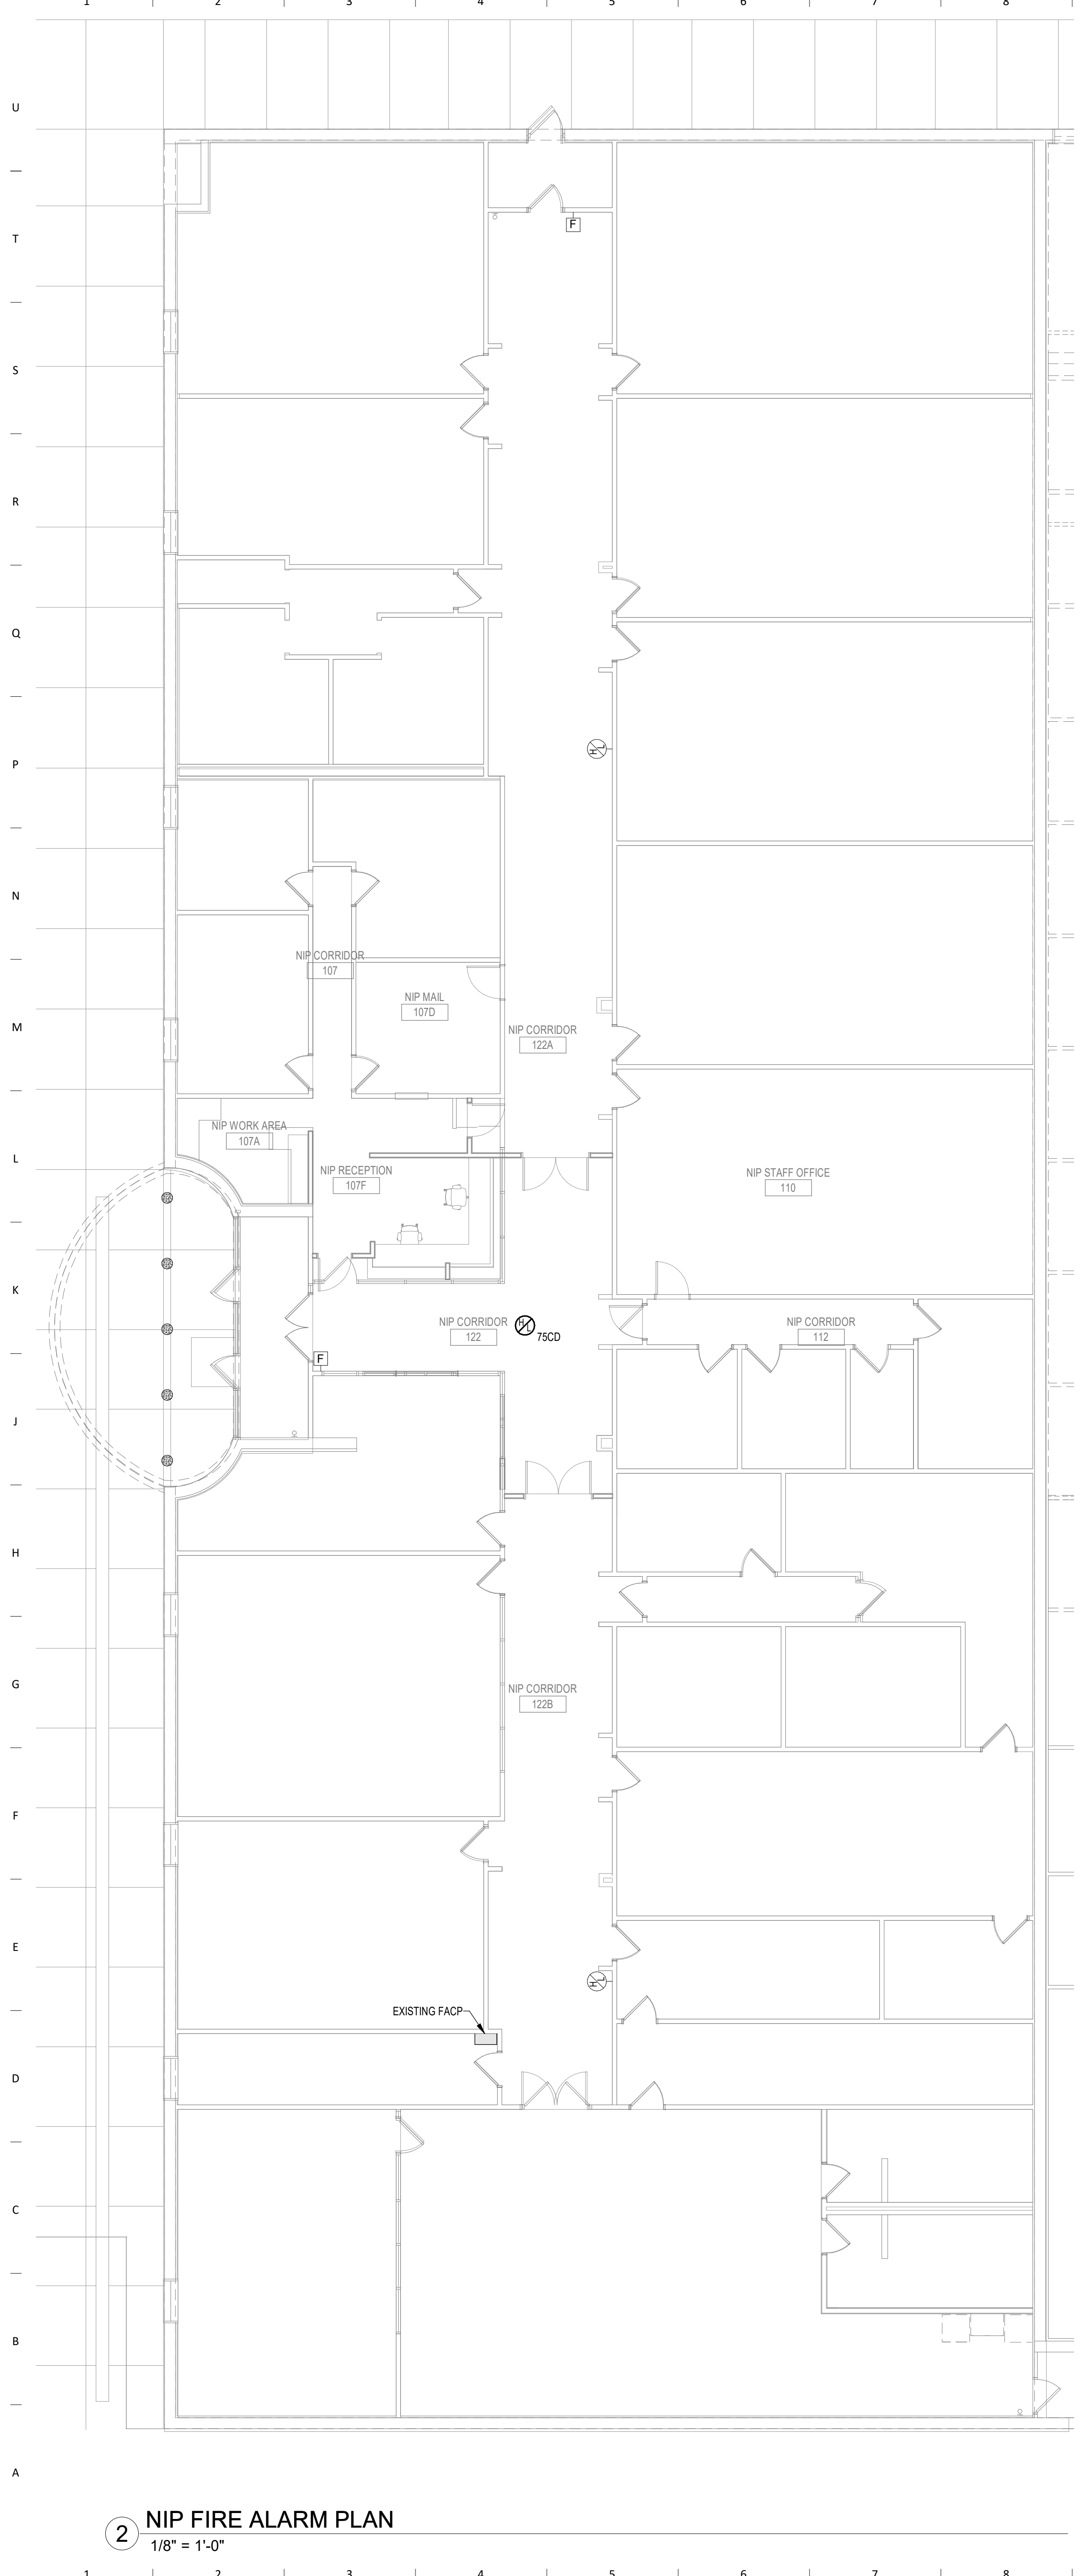 1 2 3 4 5 6 7 8
U
T
F
S
R
Q
H L
P
N
NIP CORRIDOR
107
NIP MAIL
107D
M
NIP CORRIDOR
122A
NIP WORK AREA
107A
L
NIP RECEPTION
107F
NIP STAFF OFFICE
110
K
NIP CORRIDOR
122
H L
75CD
NIP CORRIDOR
112
F
J
H
G
NIP CORRIDOR
122B
F
E
H L
EXISTING FACP
D
C
B
A
2
NIP FIRE ALARM PLAN
1/8" = 1'-0"
1 2 3 4 5 6 7 8